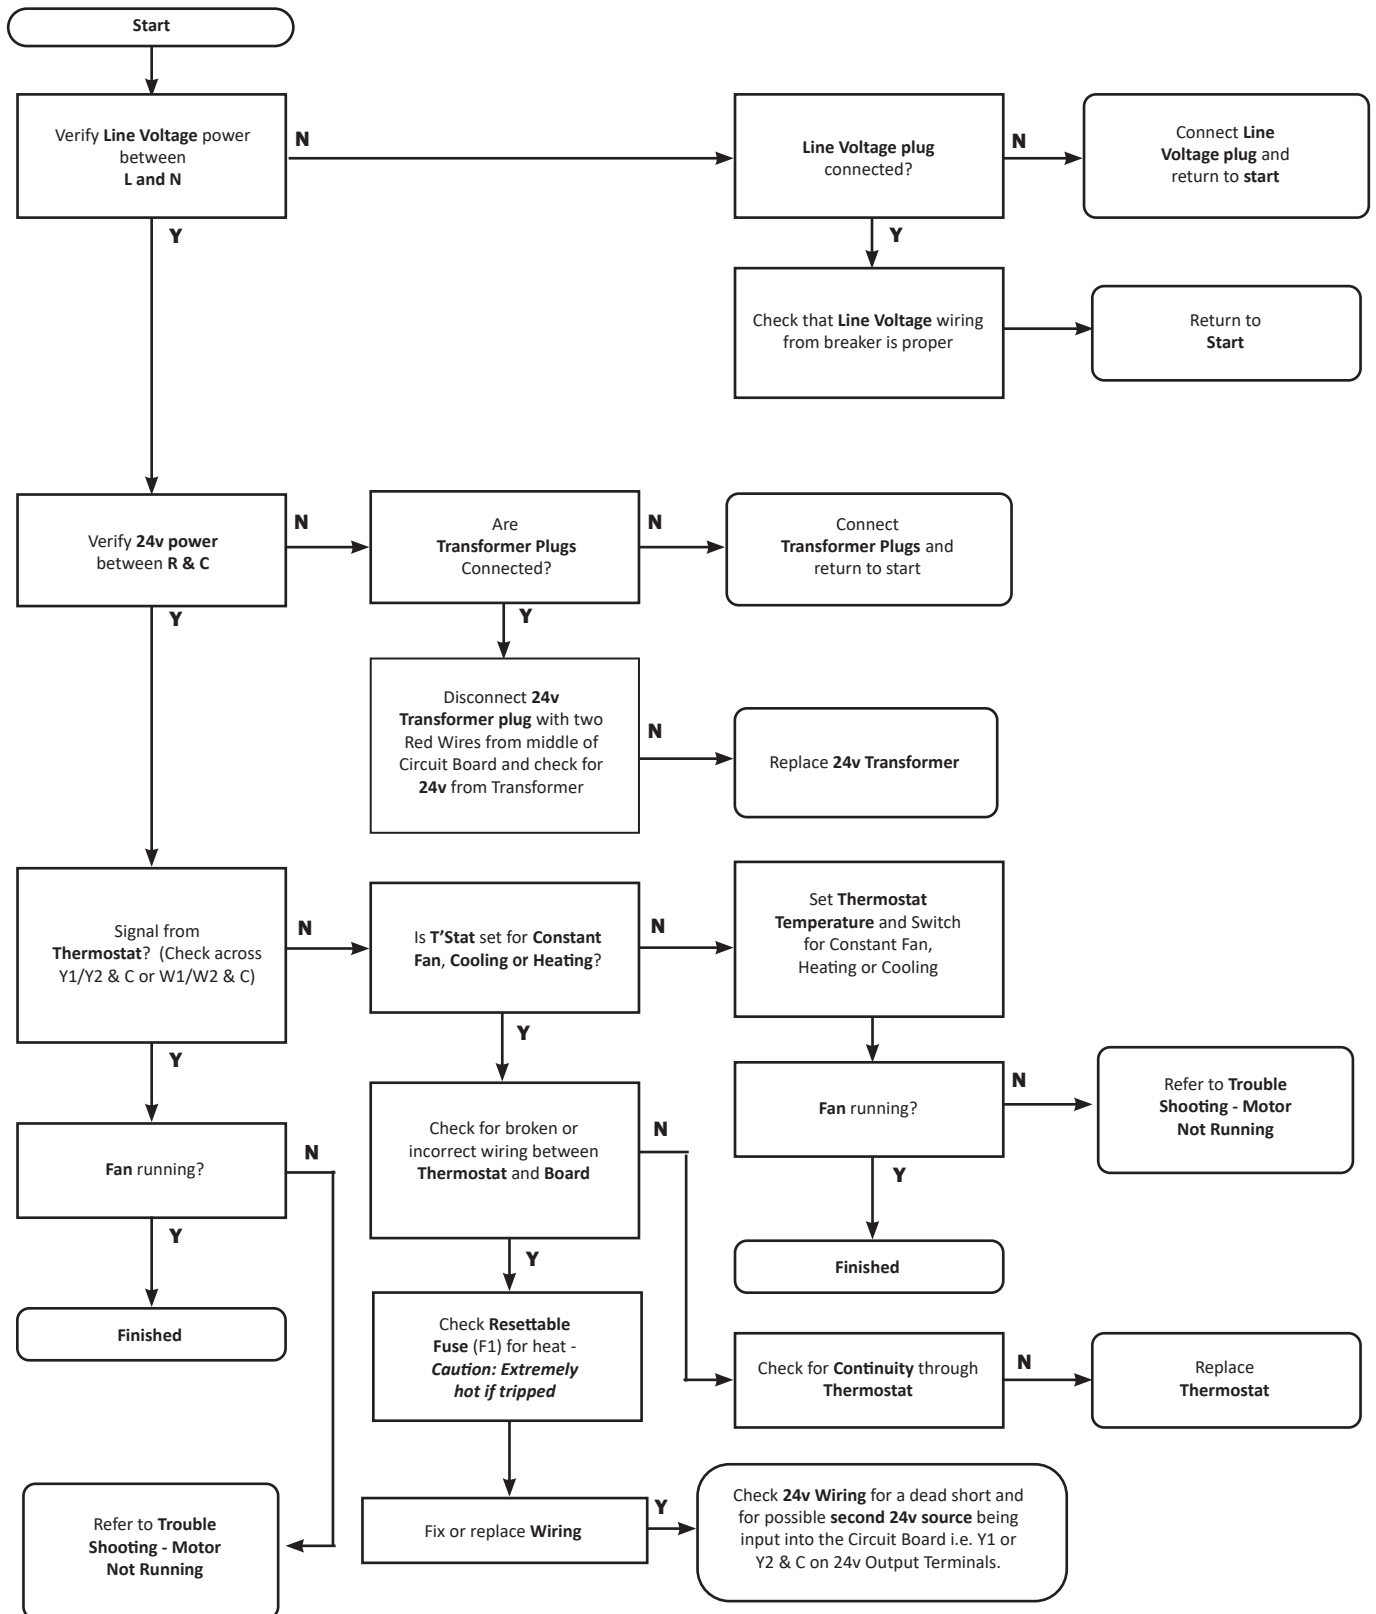 Start
Verify Line Voltage power
between
L and N
N
Line Voltage plug
connected?
N
Connect Line
Voltage plug and
return to start
Y
Y
Check that Line Voltage wiring
from breaker is proper
Return to
Start
Verify 24v power
between R & C
N
Are
Transformer Plugs
Connected?
N
Connect
Transformer Plugs and
return to start
Y
Y
Disconnect 24v
Transformer plug with two
Red Wires from middle of
Circuit Board and check for
24v from Transformer
N
Replace 24v Transformer
Signal from
Thermostat? (Check across
Y1/Y2 & C or W1/W2 & C)
N
Is T'Stat set for Constant
Fan, Cooling or Heating?
N
Set Thermostat
Temperature and Switch
for Constant Fan,
Heating or Cooling
Y
Y
Fan running?
N
Refer to Trouble
Shooting - Motor
Not Running
Fan running?
N
Check for broken or
incorrect wiring between
Thermostat and Board
N
Y
Y
Y
Finished
Finished
Check Resettable
Fuse (F1) for heat -
Caution: Extremely
hot if tripped
Check for Continuity through
Thermostat
N
Replace
Thermostat
Refer to Trouble
Shooting - Motor
Not Running
Fix or replace Wiring
Y
Check 24v Wiring for a dead short and
for possible second 24v source being
input into the Circuit Board i.e. Y1 or
Y2 & C on 24v Output Terminals.